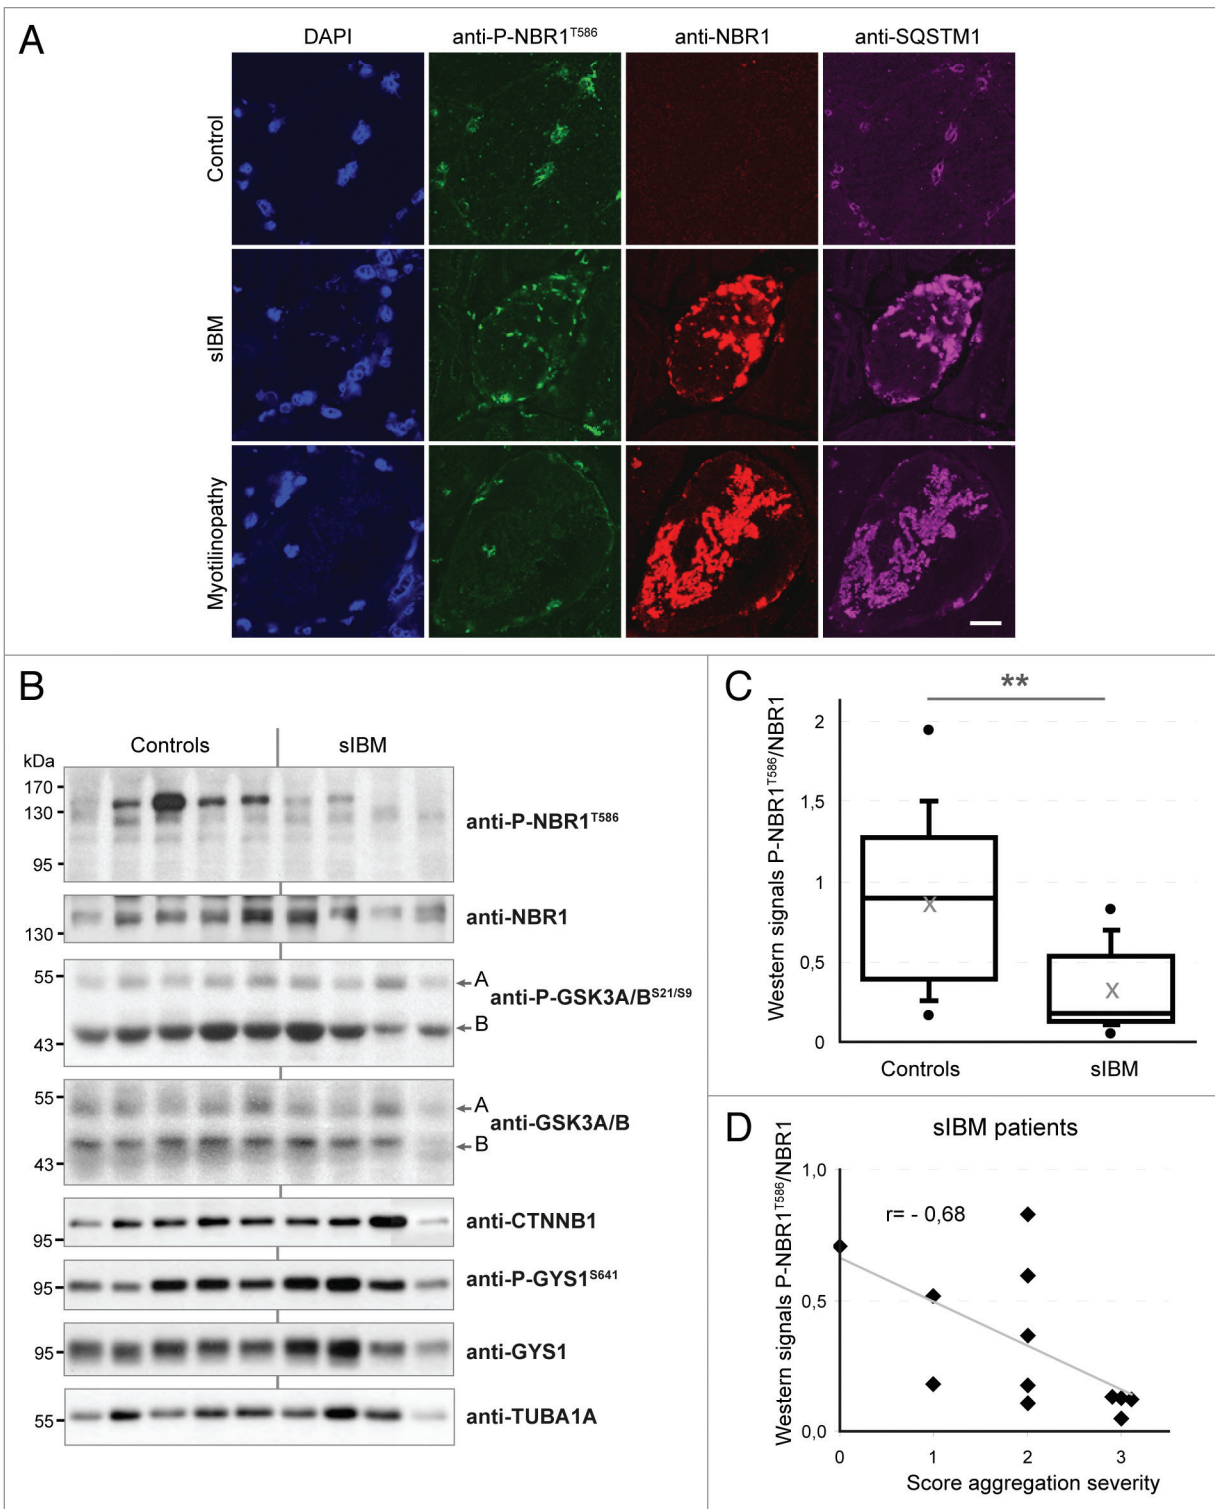 A
DAPI
anti-P-NBR1T586
anti-NBR1
anti-SQSTM1
Control
sIBM
Myotilinopathy
B
Controls
sIBM
kDa
170
130
95
anti-P-NBR1T586
anti-NBR1
130
55
A
anti-P-GSK3A/BS21/S9
B
43
55
A
anti-GSK3A/B
B
43
anti-CTNNB1
95
anti-P-GYS1S641
95
anti-GYS1
95
anti-TUBA1A
55
C
**
Western signals P-NBR1T586/NBR1
2
1,5
1
0,5
0
X
X
Controls
sIBM
D
sIBM patients
Western signals P-NBR1T586/NBR1
1,0
r= - 0,68
0,5
0,0
0
1
2
3
Score aggregation severity